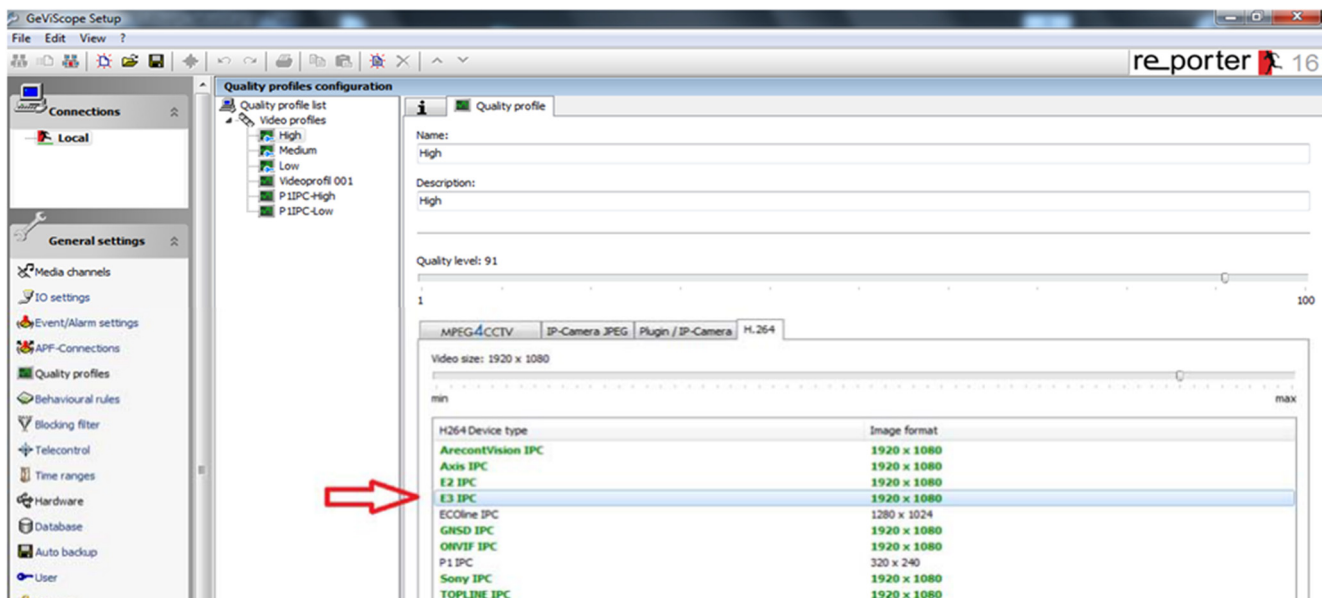 GeViScope Setup
File Edit View ?
re_porter 16
Connections
Local
General settings
Media channels
IO settings
Event/Alarm settings
APF-Connections
Quality profiles
Behavioural rules
Blocking filter
Telecontrol
Time ranges
Hardware
Database
Auto backup
User
Quality profiles configuration
Quality profile list
Video profiles
High
Medium
Low
Videoprofil 001
P1IPC-High
P1IPC-Low
i Quality profile
Name:
High
Description:
High
Quality level: 91
1 100
MPEG4CCTV IP-Camera JPEG Plugin / IP-Camera H.264
Video size: 1920 x 1080
min max
H264 Device type Image format
ArecontVision IPC 1920 x 1080
Axis IPC 1920 x 1080
E2 IPC 1920 x 1080
E3 IPC 1920 x 1080
ECOline IPC 1280 x 1024
GNSD IPC 1920 x 1080
ONVIF IPC 1920 x 1080
P1 IPC 320 x 240
Sony IPC 1920 x 1080
TOPLINE IPC 1920 x 1080